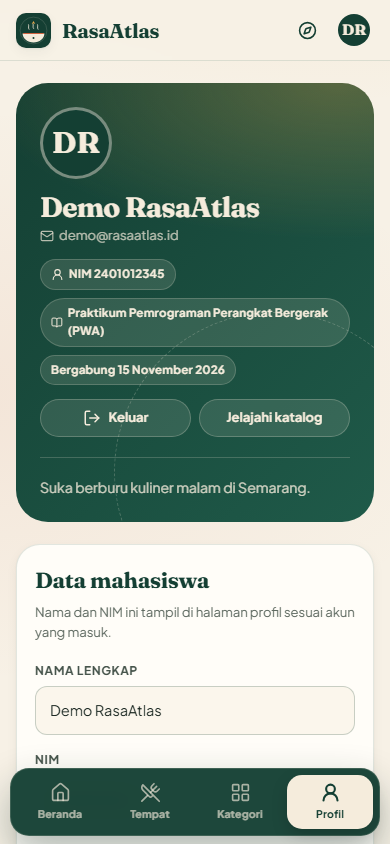 RasaAtlas
DR
DR
Demo RasaAtlas
demo@rasaatlas.id
NIM 2401012345
Praktikum Pemrograman Perangkat Bergerak
(PWA)
Bergabung 15 November 2026
Keluar
Jelajahi katalog
Suka berburu kuliner malam di Semarang.
Data mahasiswa
Nama dan NIM ini tampil di halaman profil sesuai akun
yang masuk.
NAMA LENGKAP
Demo RasaAtlas
NIM
Beranda
Tempat
Kategori
Profil